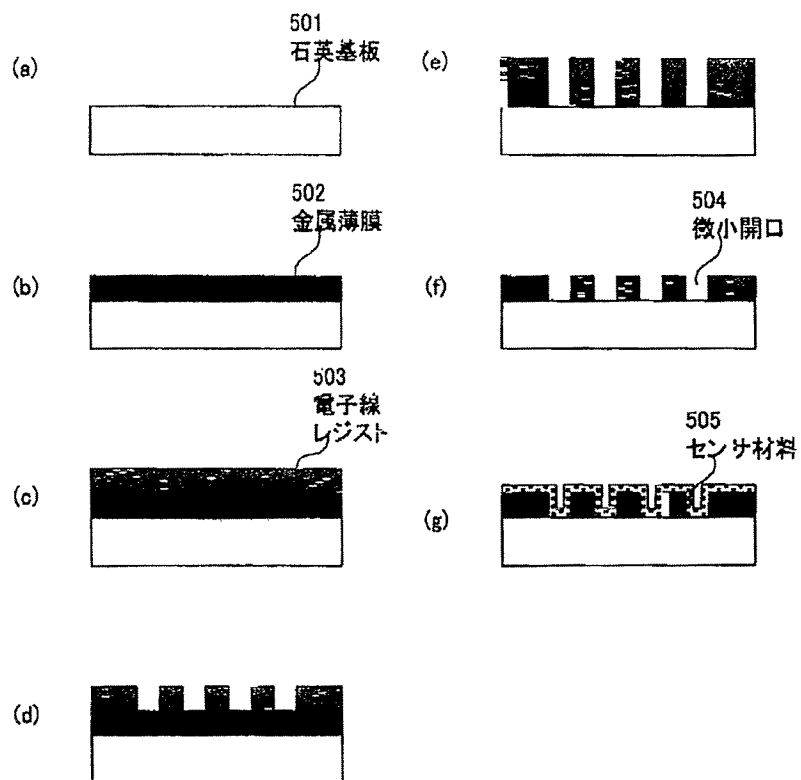 (a)
501
石英基板
(b)
502
金属薄膜
(c)
503
電子線
レジスト
(d)
(e)
(f)
504
微小開口
(g)
505
センサ材料